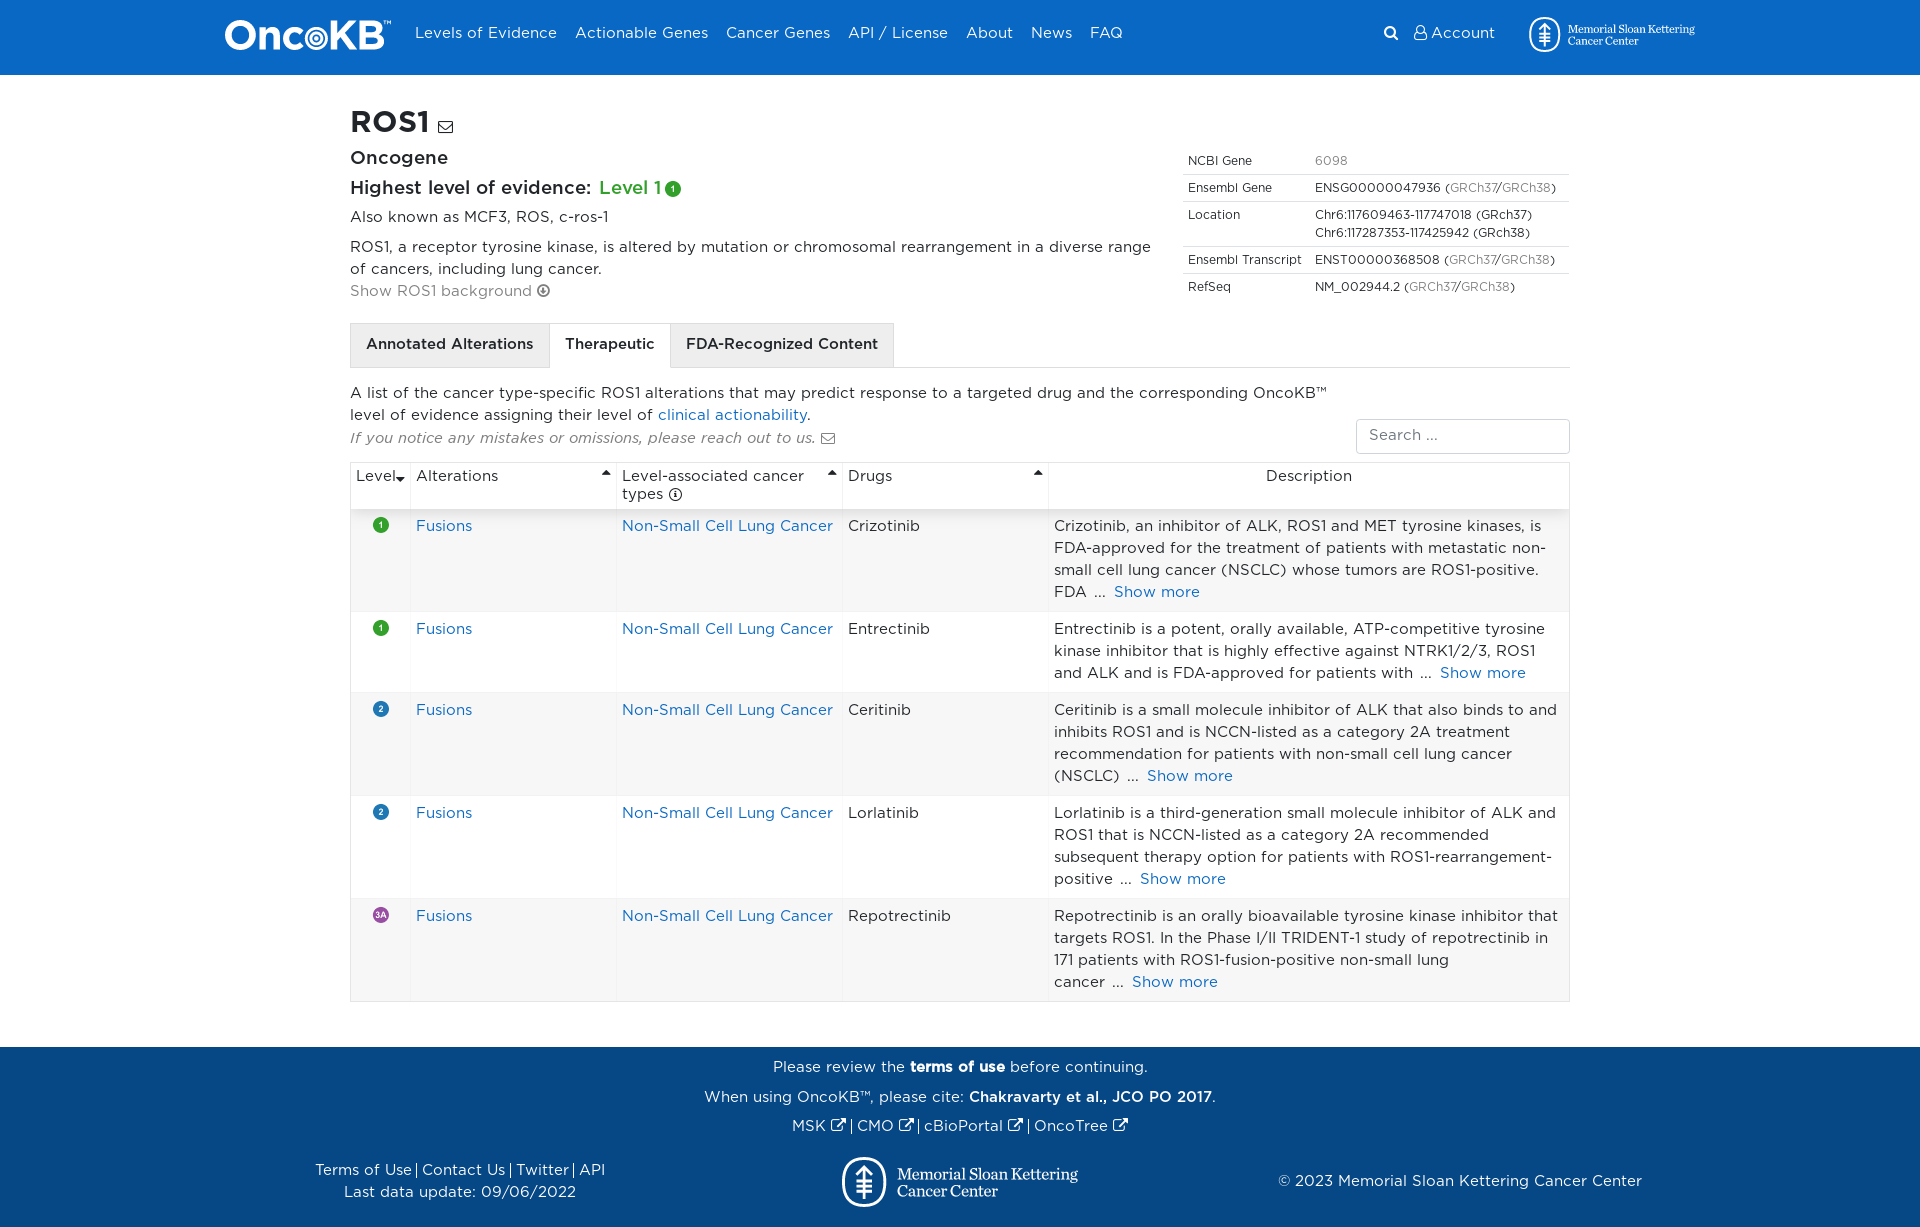 OncoKB™
Levels of Evidence
Actionable Genes
Cancer Genes
API / License
About
News
FAQ
Account
Memorial Sloan Kettering
Cancer Center
ROS1
Oncogene
Highest level of evidence: Level 1 1
Also known as MCF3, ROS, c-ros-1
ROS1, a receptor tyrosine kinase, is altered by mutation or chromosomal rearrangement in a diverse range
of cancers, including lung cancer.
Show ROS1 background
NCBI Gene 6098
Ensembl Gene ENSG00000047936 (GRCh37/GRCh38)
Location Chr6:117609463-117747018 (GRch37)
Chr6:117287353-117425942 (GRch38)
Ensembl Transcript ENST00000368508 (GRCh37/GRCh38)
RefSeq NM_002944.2 (GRCh37/GRCh38)
Annotated Alterations
Therapeutic
FDA-Recognized Content
A list of the cancer type-specific ROS1 alterations that may predict response to a targeted drug and the corresponding OncoKB™
level of evidence assigning their level of clinical actionability.
If you notice any mistakes or omissions, please reach out to us.
Search ...
Level
Alterations
Level-associated cancer
types
Drugs
Description
1
Fusions
Non-Small Cell Lung Cancer
Crizotinib
Crizotinib, an inhibitor of ALK, ROS1 and MET tyrosine kinases, is
FDA-approved for the treatment of patients with metastatic non-
small cell lung cancer (NSCLC) whose tumors are ROS1-positive.
FDA ... Show more
1
Fusions
Non-Small Cell Lung Cancer
Entrectinib
Entrectinib is a potent, orally available, ATP-competitive tyrosine
kinase inhibitor that is highly effective against NTRK1/2/3, ROS1
and ALK and is FDA-approved for patients with ... Show more
2
Fusions
Non-Small Cell Lung Cancer
Ceritinib
Ceritinib is a small molecule inhibitor of ALK that also binds to and
inhibits ROS1 and is NCCN-listed as a category 2A treatment
recommendation for patients with non-small cell lung cancer
(NSCLC) ... Show more
2
Fusions
Non-Small Cell Lung Cancer
Lorlatinib
Lorlatinib is a third-generation small molecule inhibitor of ALK and
ROS1 that is NCCN-listed as a category 2A recommended
subsequent therapy option for patients with ROS1-rearrangement-
positive ... Show more
3A
Fusions
Non-Small Cell Lung Cancer
Repotrectinib
Repotrectinib is an orally bioavailable tyrosine kinase inhibitor that
targets ROS1. In the Phase I/II TRIDENT-1 study of repotrectinib in
171 patients with ROS1-fusion-positive non-small lung
cancer ... Show more
Please review the terms of use before continuing.
When using OncoKB™, please cite: Chakravarty et al., JCO PO 2017.
MSK | CMO | cBioPortal | OncoTree
Terms of Use | Contact Us | Twitter | API
Last data update: 09/06/2022
Memorial Sloan Kettering
Cancer Center
© 2023 Memorial Sloan Kettering Cancer Center